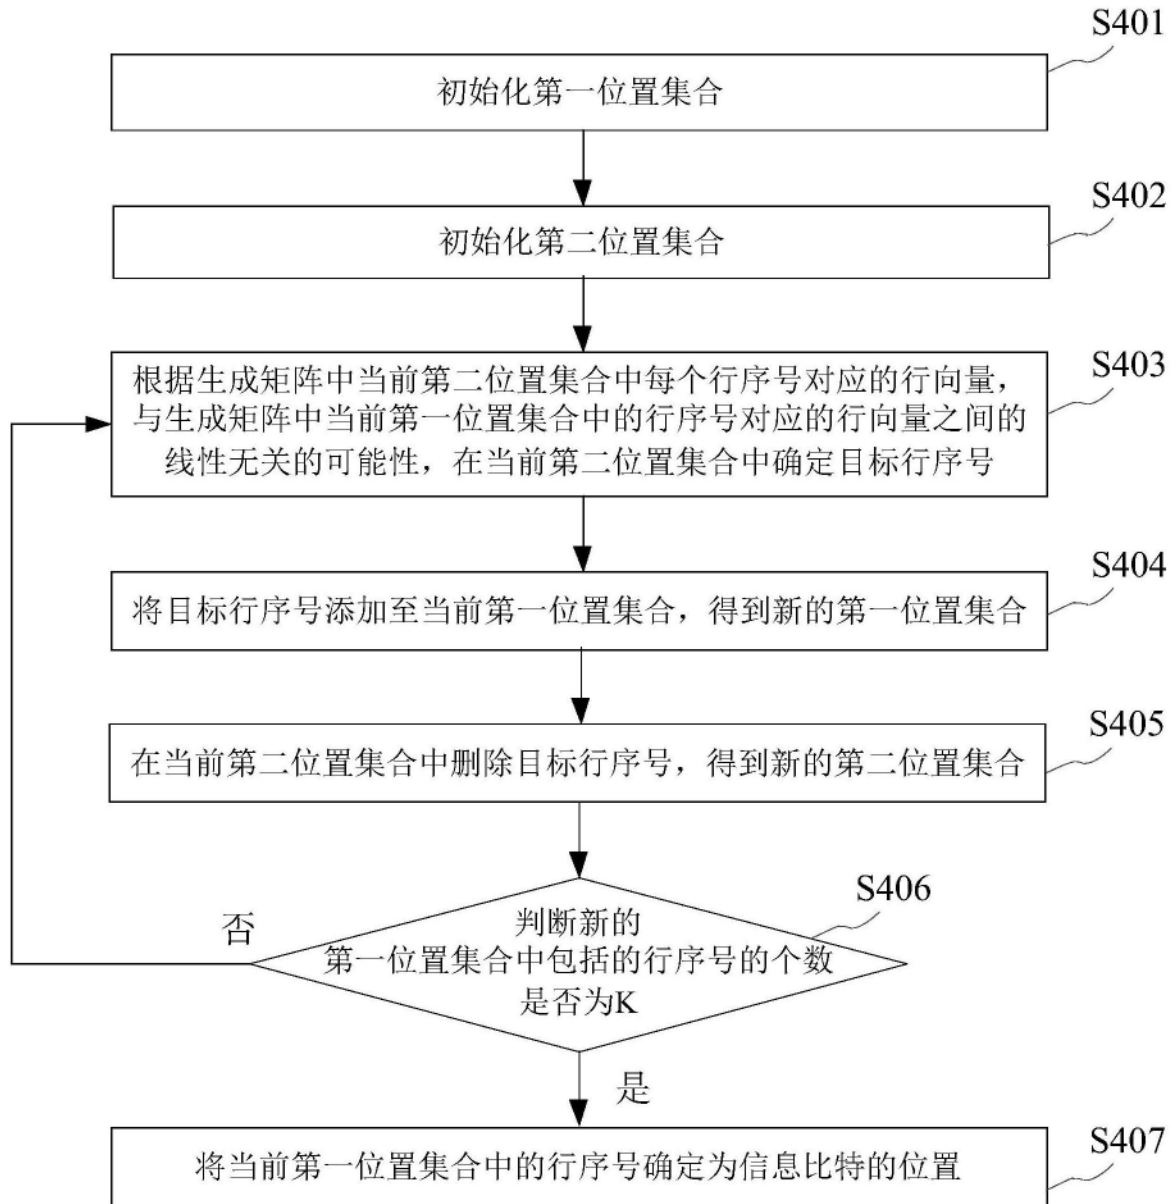 S401
初始化第一位置集合
S402
初始化第二位置集合
S403
根据生成矩阵中当前第二位置集合中每个行序号对应的行向量，
与生成矩阵中当前第一位置集合中的行序号对应的行向量之间的
线性无关的可能性，在当前第二位置集合中确定目标行序号
S404
将目标行序号添加至当前第一位置集合，得到新的第一位置集合
S405
在当前第二位置集合中删除目标行序号，得到新的第二位置集合
S406
判断新的
第一位置集合中包括的行序号的个数
是否为K
否
是
S407
将当前第一位置集合中的行序号确定为信息比特的位置